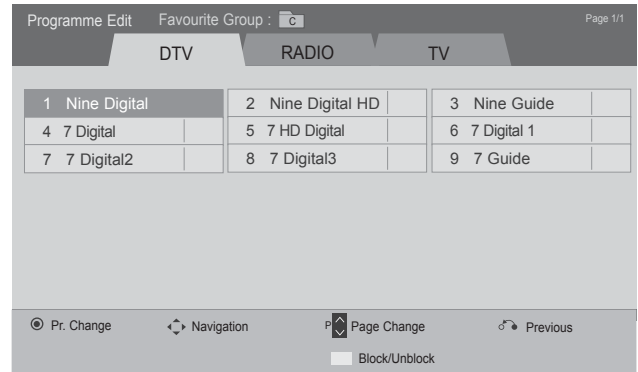 Programme Edit Favourite Group : C Page 1/1
DTV RADIO TV
1 Nine Digital 2 Nine Digital HD 3 Nine Guide
4 7 Digital 5 7 HD Digital 6 7 Digital 1
7 7 Digital2 8 7 Digital3 9 7 Guide
Pr. Change Navigation P Page Change Previous
Block/Unblock